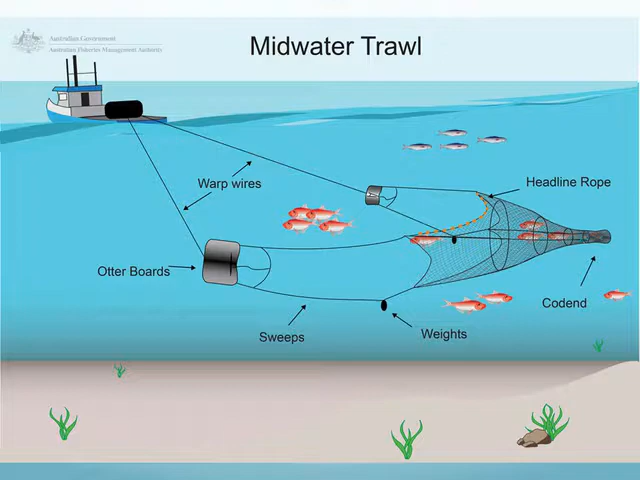 Australian Government
Australian Fisheries Management Authority
Midwater Trawl
Warp wires
Headline Rope
Otter Boards
Codend
Sweeps
Weights